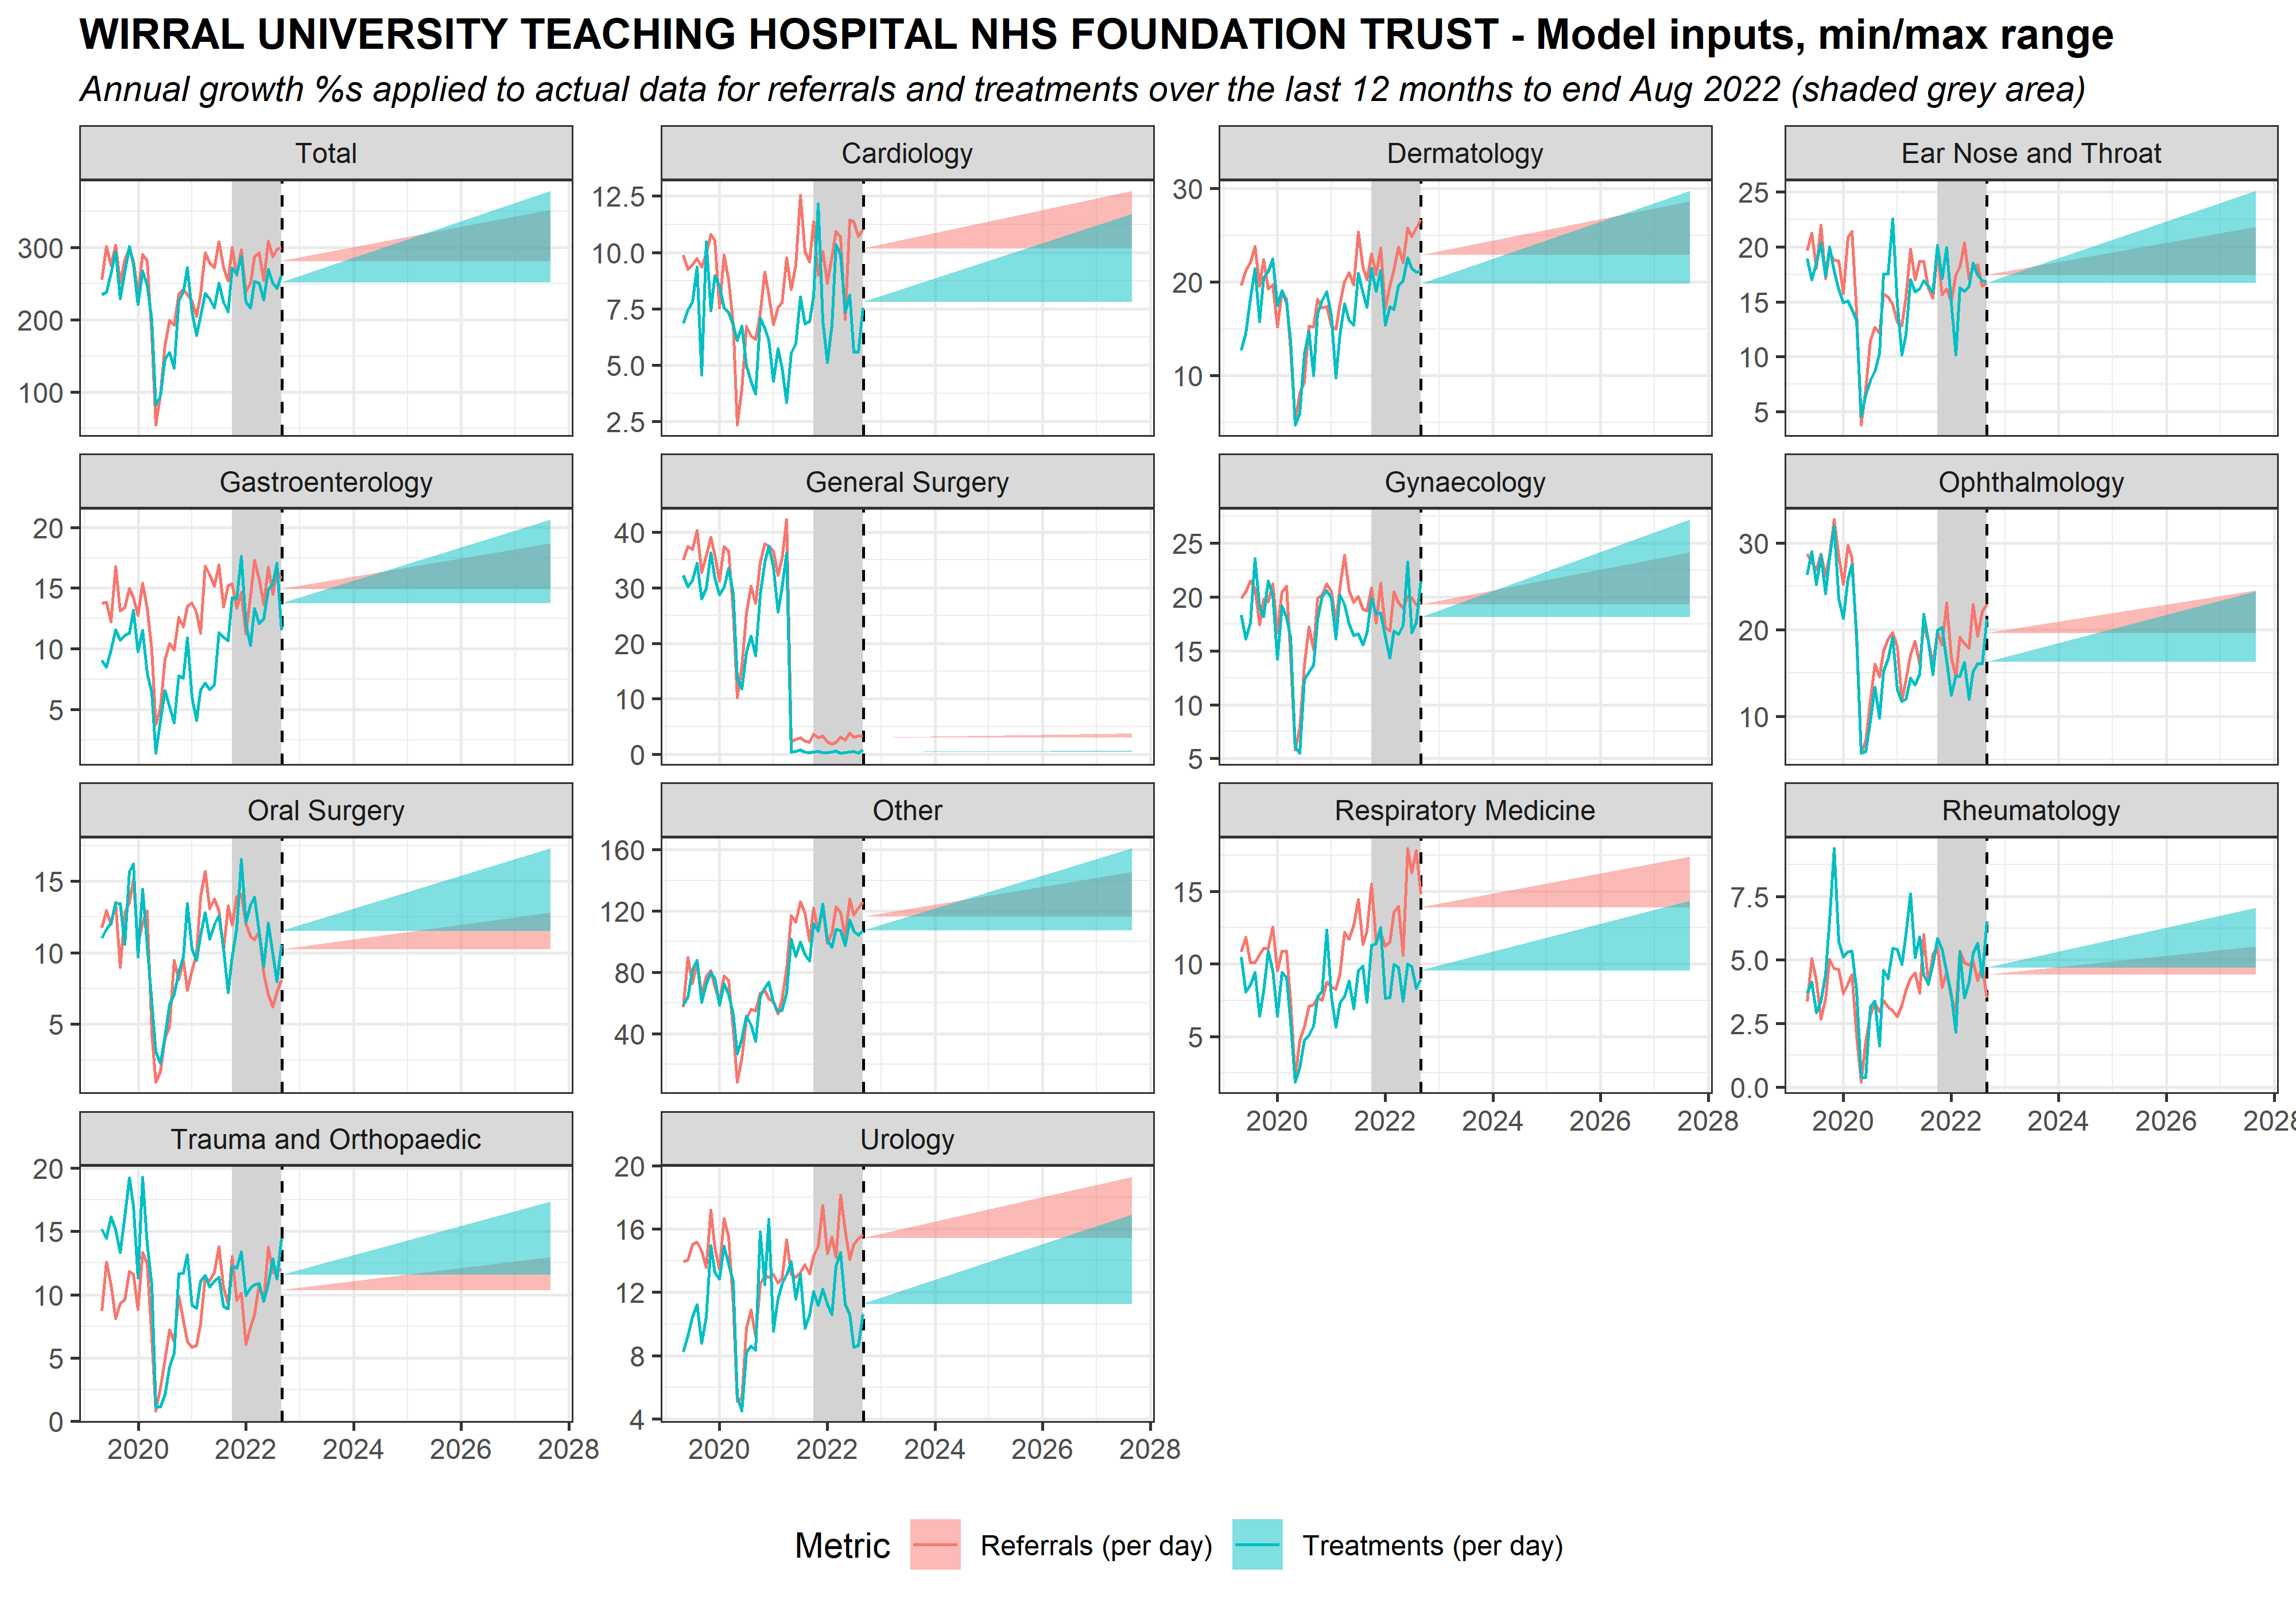 WIRRAL UNIVERSITY TEACHING HOSPITAL NHS FOUNDATION TRUST - Model inputs, min/max range
Annual growth %s applied to actual data for referrals and treatments over the last 12 months to end Aug 2022 (shaded grey area)
Total
300
200
100
Cardiology
12.5
10.0
7.5
5.0
2.5
Dermatology
30
20
10
Ear Nose and Throat
25
20
15
10
5
Gastroenterology
20
15
10
5
General Surgery
40
30
20
10
0
Gynaecology
25
20
15
10
5
Ophthalmology
30
20
10
Oral Surgery
15
10
5
Other
160
120
80
40
Respiratory Medicine
15
10
5
2020 2022 2024 2026 2028
Rheumatology
7.5
5.0
2.5
0.0
2020 2022 2024 2026 2028
Trauma and Orthopaedic
20
15
10
5
0
2020 2022 2024 2026 2028
Urology
20
16
12
8
4
2020 2022 2024 2026 2028
Metric Referrals (per day) Treatments (per day)